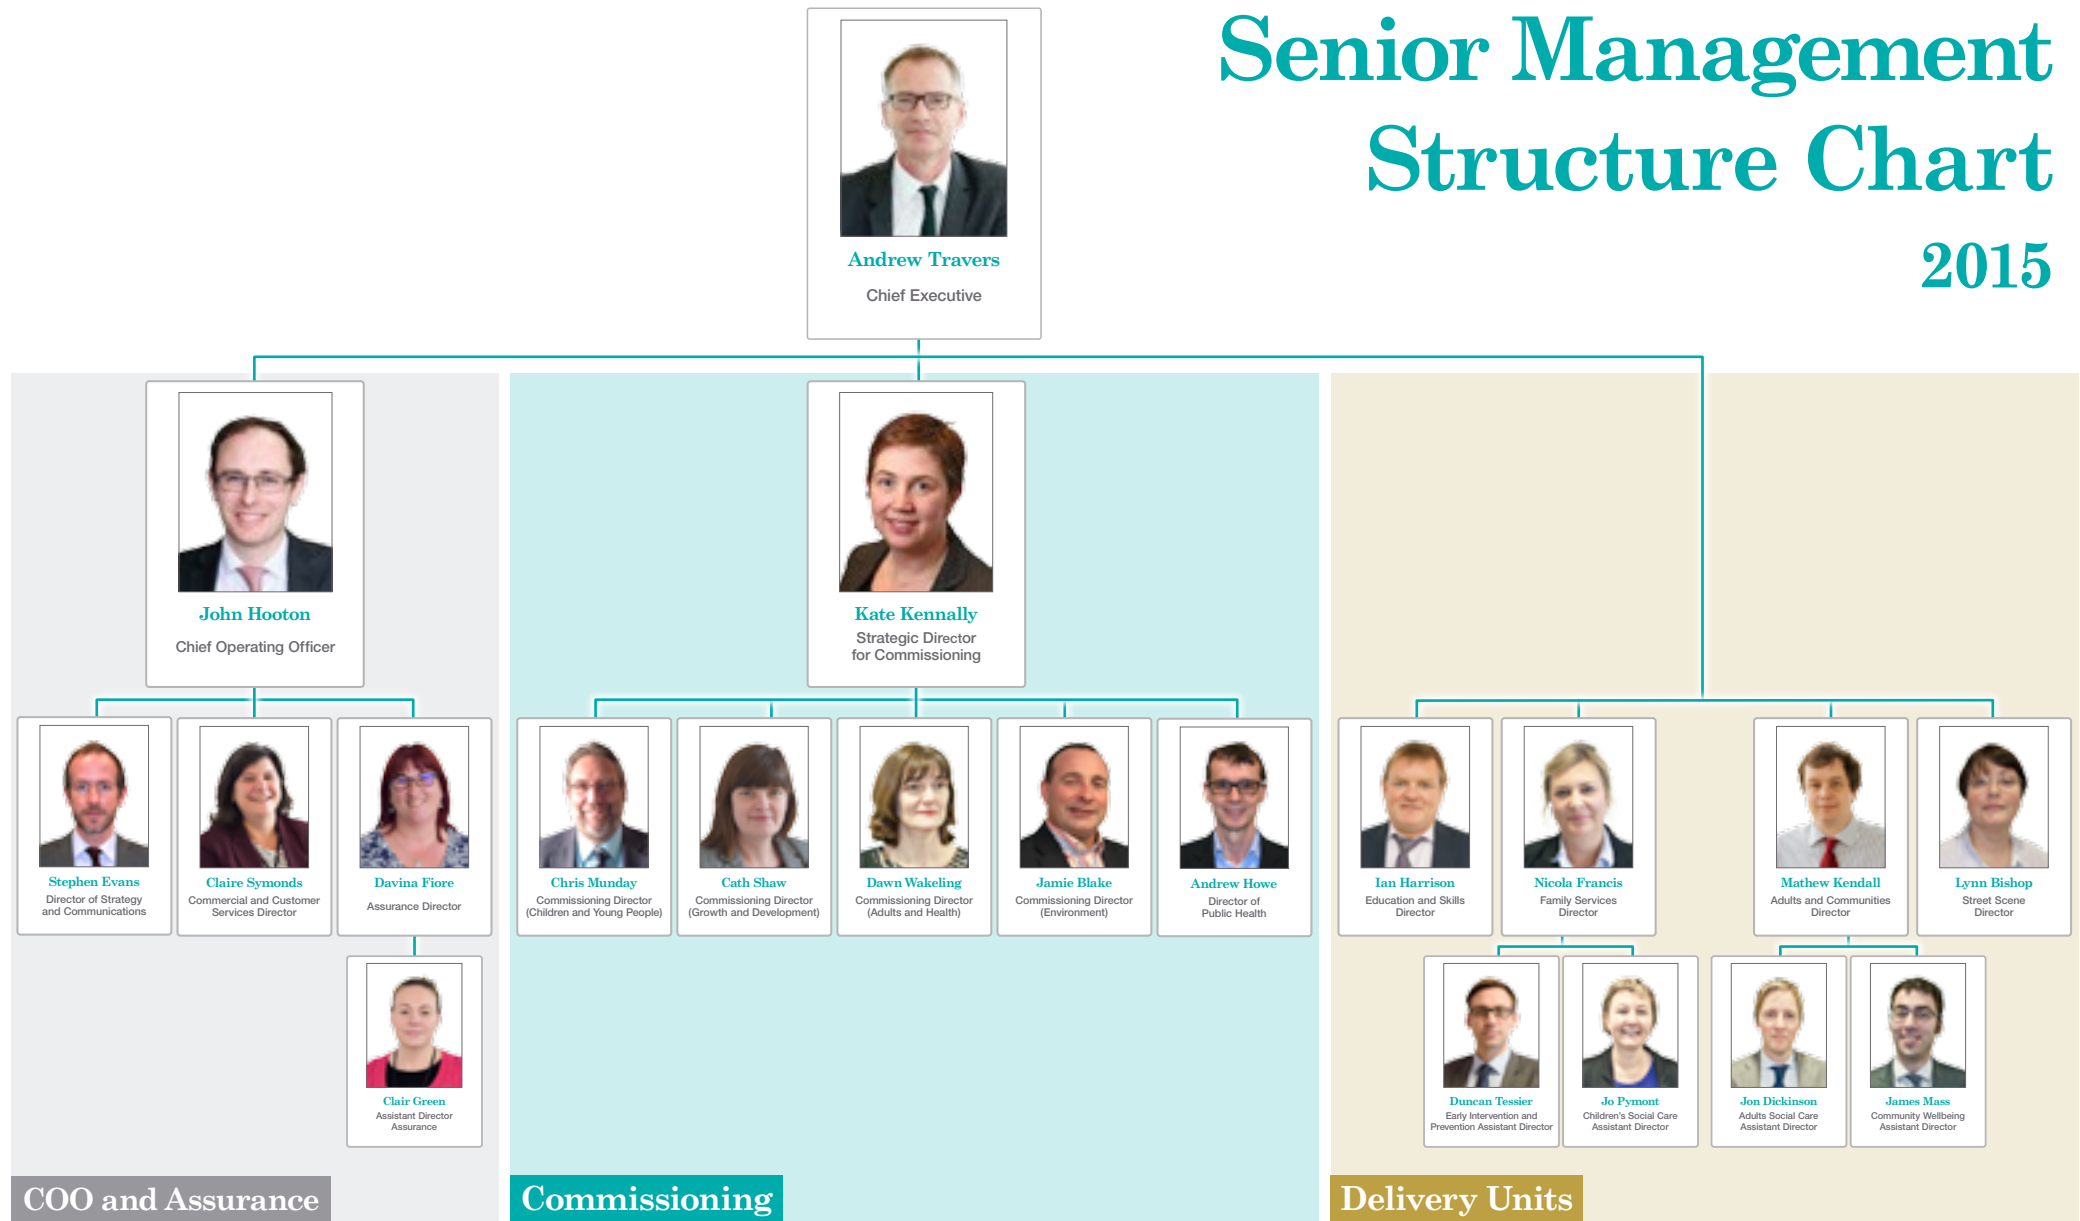 Senior Management
Structure Chart
2015
Andrew Travers
Chief Executive
John Hooton
Chief Operating Officer
Kate Kennally
Strategic Director
for Commissioning
Stephen Evans
Director of Strategy
and Communications
Claire Symonds
Commercial and Customer
Services Director
Davina Fiore
Assurance Director
Chris Munday
Commissioning Director
(Children and Young People)
Cath Shaw
Commissioning Director
(Growth and Development)
Dawn Wakeling
Commissioning Director
(Adults and Health)
Jamie Blake
Commissioning Director
(Environment)
Andrew Howe
Director of
Public Health
Ian Harrison
Education and Skills
Director
Nicola Francis
Family Services
Director
Mathew Kendall
Adults and Communities
Director
Lynn Bishop
Street Scene
Director
Clair Green
Assistant Director
Assurance
Duncan Tessier
Early Intervention and
Prevention Assistant Director
Jo Pymont
Children's Social Care
Assistant Director
Jon Dickinson
Adults Social Care
Assistant Director
James Mass
Community Wellbeing
Assistant Director
COO and Assurance
Commissioning
Delivery Units